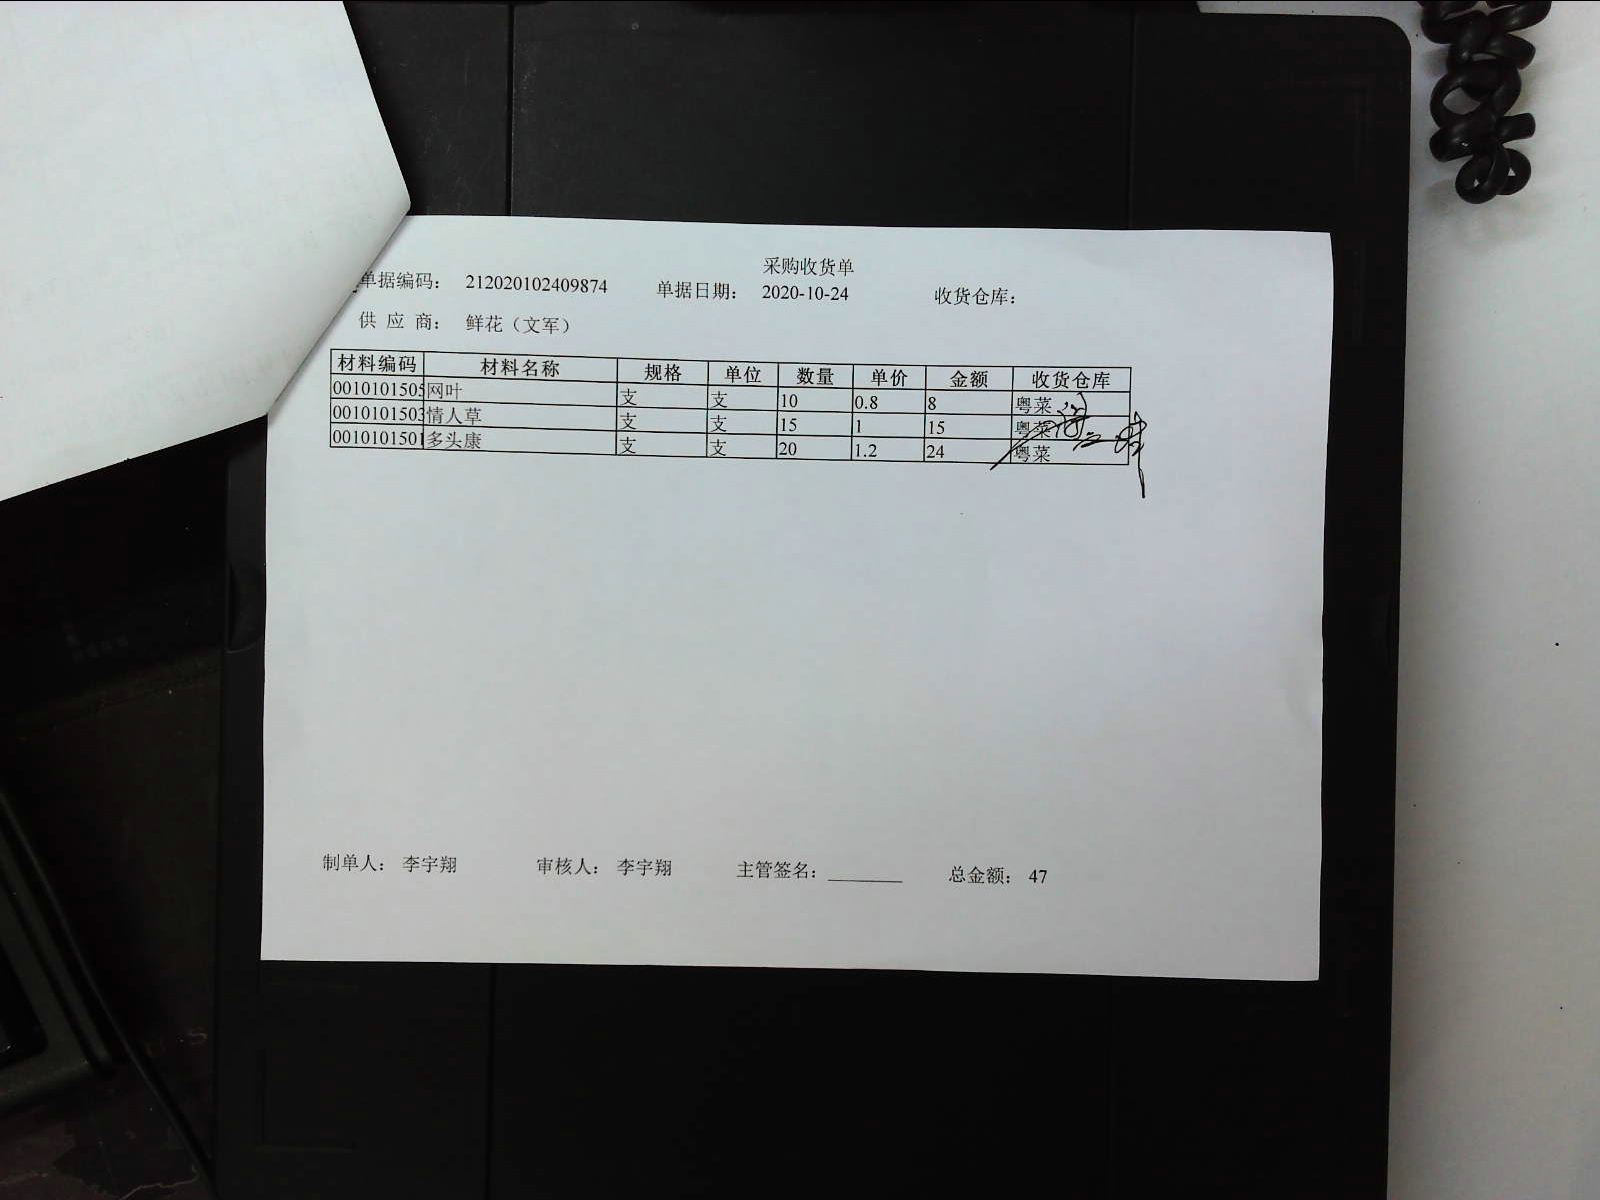 采购收货单
单据编码： 212020102409874 单据日期： 2020-10-24 收货仓库：
供 应 商： 鲜花（文军）
材料编码 材料名称 规格 单位 数量 单价 金额 收货仓库
0010101505 网叶 支 支 10 0.8 8 粤菜
0010101503 情人草 支 支 15 1 15 粤菜
0010101501 多头康 支 支 20 1.2 24 粤菜
制单人： 李宇翔 审核人： 李宇翔 主管签名：________ 总金额： 47